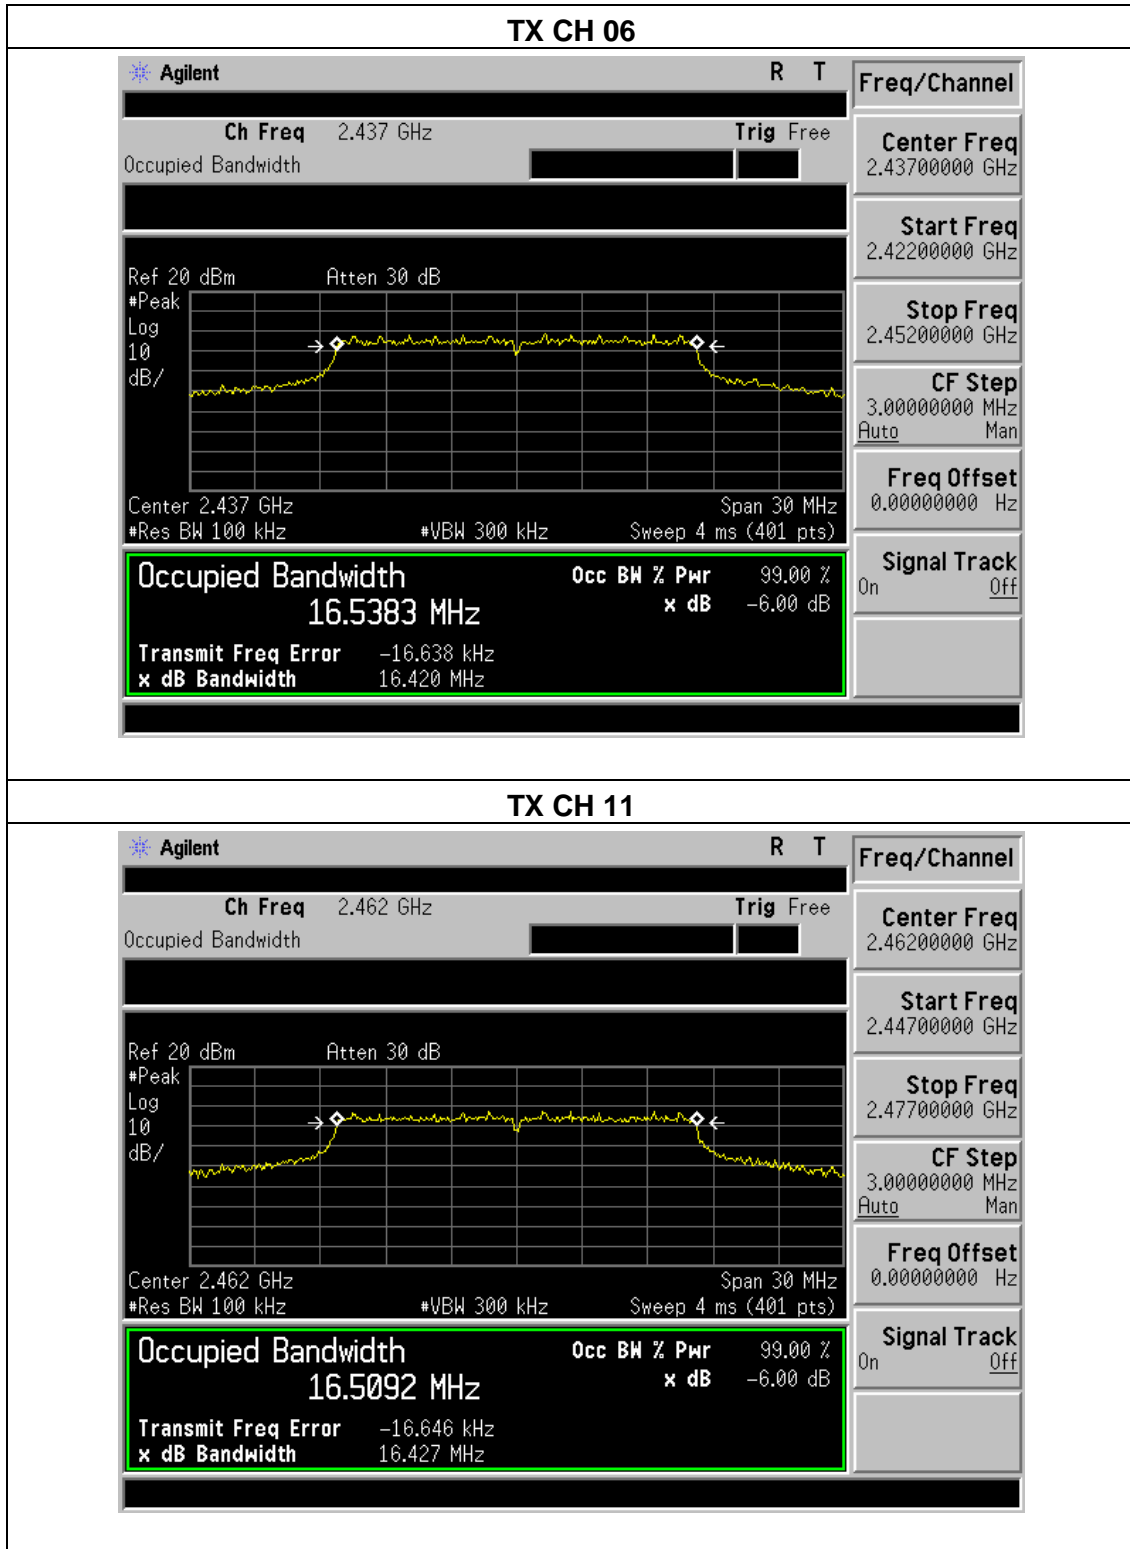 TX CH 06
Agilent R T
Freq/Channel
Ch Freq 2.437 GHz Trig Free
Occupied Bandwidth
Center Freq
2.43700000 GHz
Start Freq
2.42200000 GHz
Ref 20 dBm Atten 30 dB
#Peak
Log
10
dB/
Stop Freq
2.45200000 GHz
CF Step
3.00000000 MHz
Auto Man
Freq Offset
0.00000000 Hz
Center 2.437 GHz Span 30 MHz
#Res BW 100 kHz #VBW 300 kHz Sweep 4 ms (401 pts)
Signal Track
On Off
Occupied Bandwidth Occ BW % Pwr 99.00 %
16.5383 MHz x dB -6.00 dB
Transmit Freq Error -16.638 kHz
x dB Bandwidth 16.420 MHz
TX CH 11
Agilent R T
Freq/Channel
Ch Freq 2.462 GHz Trig Free
Occupied Bandwidth
Center Freq
2.46200000 GHz
Start Freq
2.44700000 GHz
Ref 20 dBm Atten 30 dB
#Peak
Log
10
dB/
Stop Freq
2.47700000 GHz
CF Step
3.00000000 MHz
Auto Man
Freq Offset
0.00000000 Hz
Center 2.462 GHz Span 30 MHz
#Res BW 100 kHz #VBW 300 kHz Sweep 4 ms (401 pts)
Signal Track
On Off
Occupied Bandwidth Occ BW % Pwr 99.00 %
16.5092 MHz x dB -6.00 dB
Transmit Freq Error -16.646 kHz
x dB Bandwidth 16.427 MHz